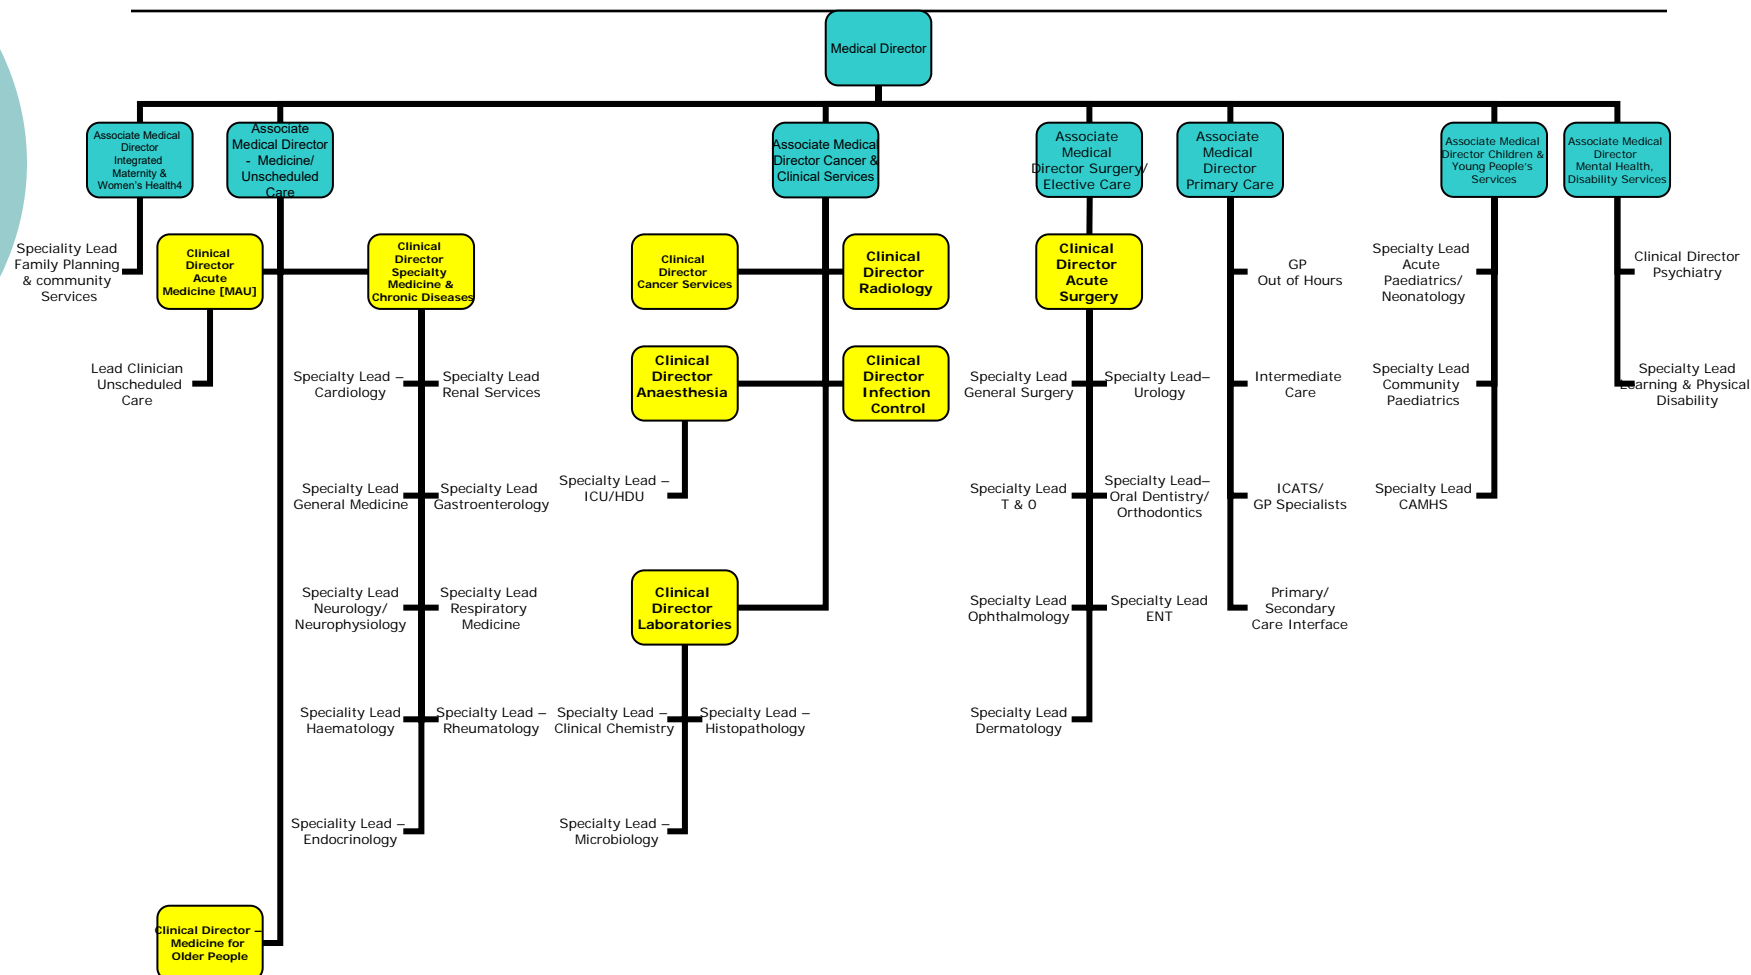 Medical Director
Associate Medical
Director
Integrated
Maternity &
Women's Health4
Associate
Medical Director
- Medicine/
Unscheduled
Care
Associate Medical
Director Cancer &
Clinical Services
Associate
Medical
Director Surgery/
Elective Care
Associate
Medical
Director
Primary Care
Associate Medical
Director Children &
Young People's
Services
Associate Medical
Director
Mental Health,
Disability Services
Speciality Lead
Family Planning
& community
Services
Clinical
Director
Acute
Medicine [MAU]
Clinical
Director
Specialty
Medicine &
Chronic Diseases
Clinical
Director
Cancer Services
Clinical
Director
Radiology
Clinical
Director
Acute
Surgery
GP
Out of Hours
Specialty Lead
Acute
Paediatrics/
Neonatology
Clinical Director
Psychiatry
Lead Clinician
Unscheduled
Care
Specialty Lead –
Cardiology
Specialty Lead
Renal Services
Clinical
Director
Anaesthesia
Clinical
Director
Infection
Control
Specialty Lead
General Surgery
Specialty Lead–
Urology
Intermediate
Care
Specialty Lead
Community
Paediatrics
Specialty Lead
Learning & Physical
Disability
Specialty Lead
General Medicine
Specialty Lead
Gastroenterology
Specialty Lead –
ICU/HDU
Specialty Lead
T & 0
Specialty Lead–
Oral Dentistry/
Orthodontics
ICATS/
GP Specialists
Specialty Lead
CAMHS
Specialty Lead
Neurology/
Neurophysiology
Specialty Lead
Respiratory
Medicine
Clinical
Director
Laboratories
Specialty Lead
Ophthalmology
Specialty Lead
ENT
Primary/
Secondary
Care Interface
Speciality Lead
Haematology
Specialty Lead –
Rheumatology
Specialty Lead –
Clinical Chemistry
Specialty Lead –
Histopathology
Specialty Lead
Dermatology
Speciality Lead –
Endocrinology
Specialty Lead –
Microbiology
Clinical Director –
Medicine for
Older People